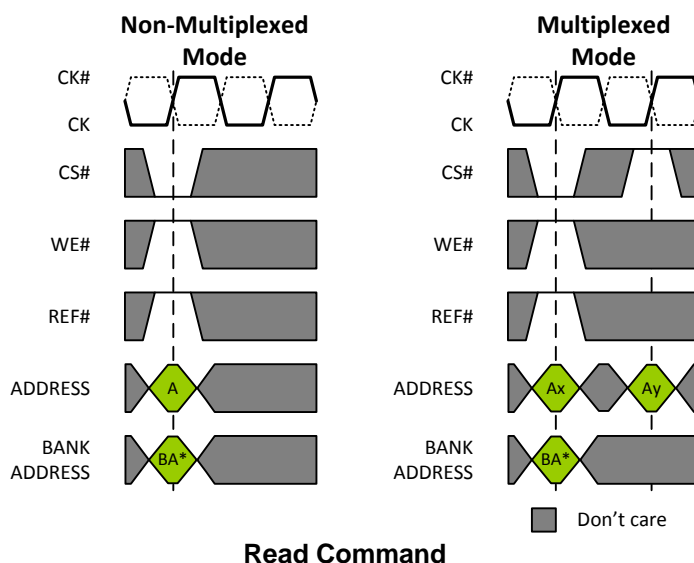 Non-Multiplexed
Mode
CK#
CK
CS#
WE#
REF#
ADDRESS
A
BANK
ADDRESS
BA*
Multiplexed
Mode
CK#
CK
CS#
WE#
REF#
ADDRESS
Ax
Ay
BANK
ADDRESS
BA*
Don't care
Read Command